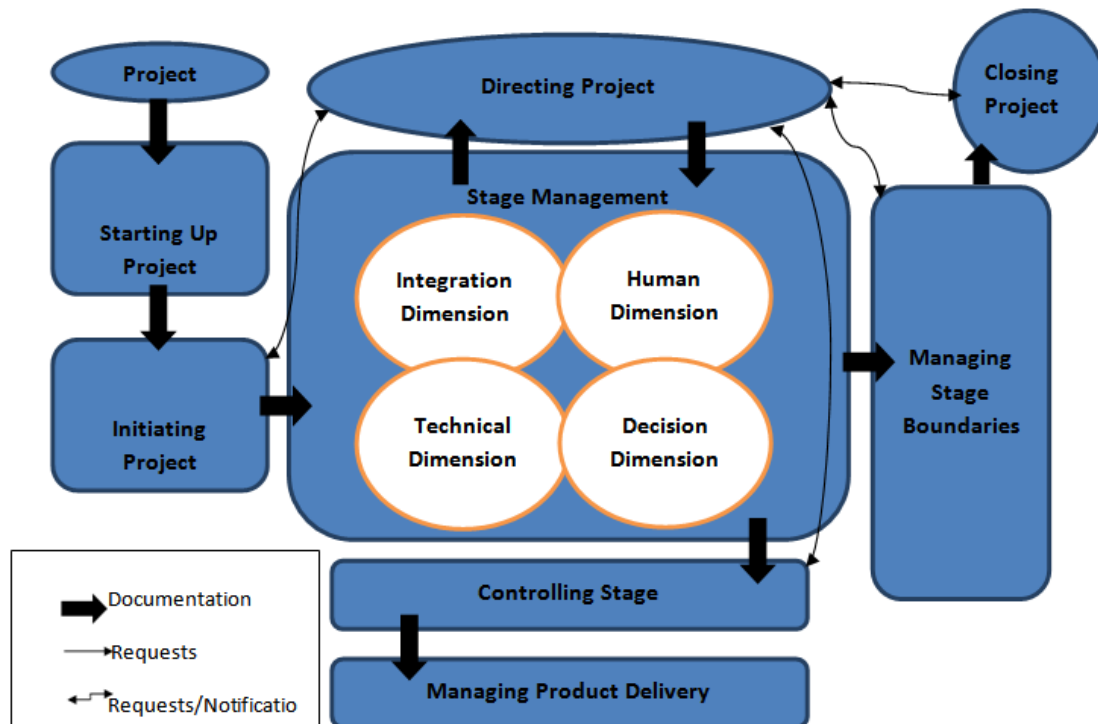 Project
Directing Project
Closing
Project
Stage Management
Starting Up
Project
Integration
Dimension
Human
Dimension
Managing
Stage
Boundaries
Initiating
Project
Technical
Dimension
Decision
Dimension
Controlling Stage
Managing Product Delivery
Documentation
Requests
Requests/Notificatio